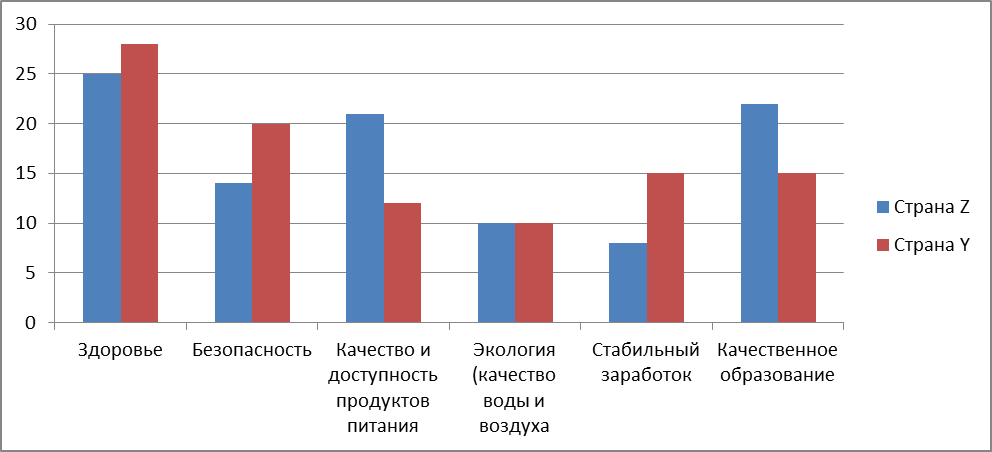 30
25
20
15
10
5
0
Здоровье
Безопасность
Качество и
доступность
продуктов
питания
Экология
(качество
воды и
воздуха
Стабильный
заработок
Качественное
образование
Страна Z
Страна Y